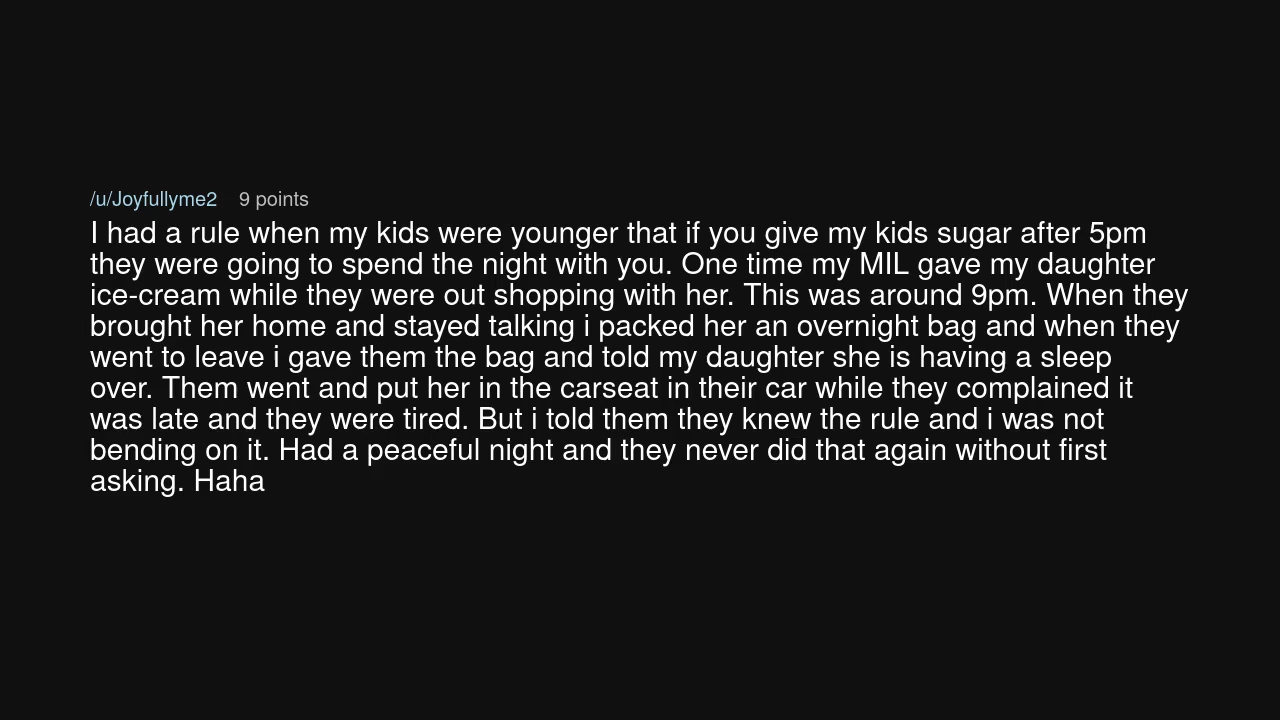 /u/Joyfullyme2 9 points
I had a rule when my kids were younger that if you give my kids sugar after 5pm
they were going to spend the night with you. One time my MIL gave my daughter
ice-cream while they were out shopping with her. This was around 9pm. When they
brought her home and stayed talking i packed her an overnight bag and when they
went to leave i gave them the bag and told my daughter she is having a sleep
over. Them went and put her in the carseat in their car while they complained it
was late and they were tired. But i told them they knew the rule and i was not
bending on it. Had a peaceful night and they never did that again without first
asking. Haha